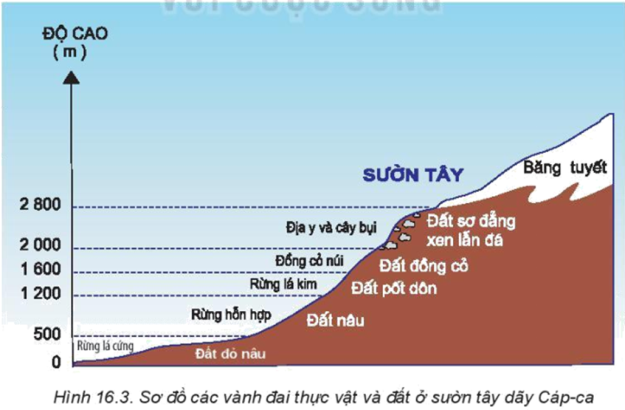 VỚI CUỘC SỐNG
ĐỘ CAO
( m )
SƯỜN TÂY
Băng tuyết
2 800
Địa y và cây bụi
Đất sơ đẳng
xen lẫn đá
2 000
Đồng cỏ núi
Đất đồng cỏ
1 600
Rừng lá kim
Đất pốt dôn
1 200
Rừng hỗn hợp
Đất nâu
500
Rừng lá cứng
Đất đỏ nâu
0
Hình 16.3. Sơ đồ các vành đai thực vật và đất ở sườn tây dãy Cáp-ca